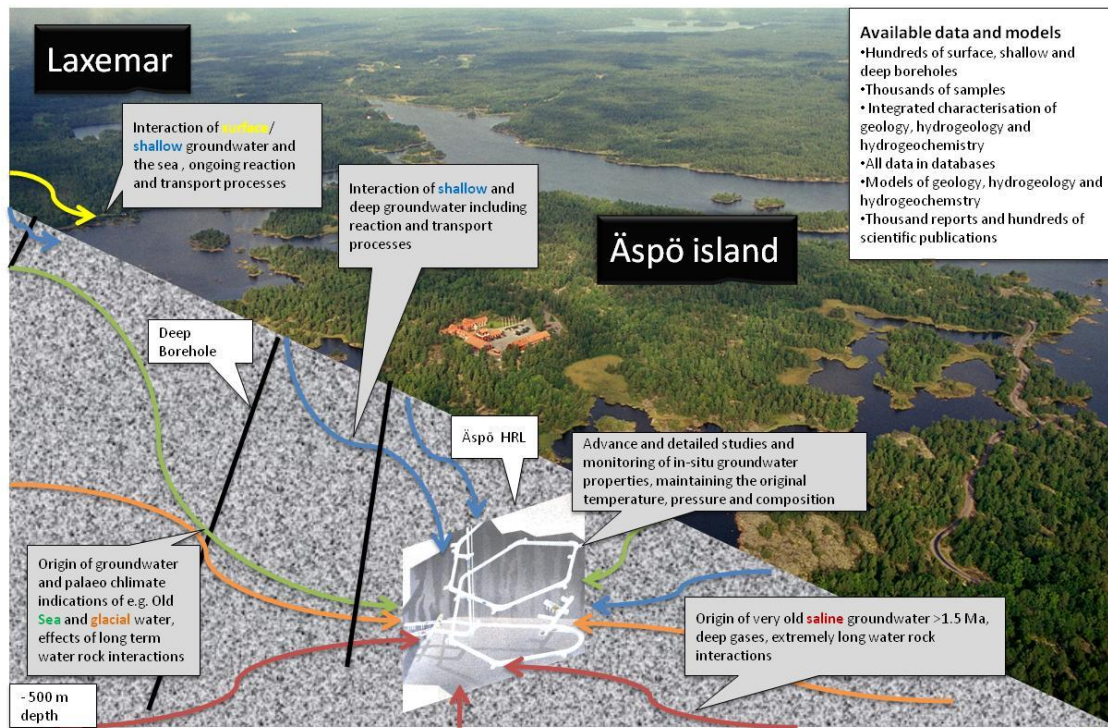 Laxemar
Available data and models
•Hundreds of surface, shallow and
deep boreholes
•Thousands of samples
• Integrated characterisation of
geology, hydrogeology and
hydrogeochemistry
•All data in databases
•Models of geology, hydrogeology and
hydrogeochemstry
•Thousand reports and hundreds of
scientific publications
Interaction of surface/
shallow groundwater and
the sea , ongoing reaction
and transport processes
Interaction of shallow and
deep groundwater including
reaction and transport
processes
Äspö island
Deep
Borehole
Äspö HRL
Advance and detailed studies and
monitoring of in-situ groundwater
properties, maintaining the original
temperature, pressure and composition
Origin of groundwater
and palaeo chlimate
indications of e.g. Old
Sea and glacial water,
effects of long term
water rock interactions
Origin of very old saline groundwater >1.5 Ma,
deep gases, extremely long water rock
interactions
- 500 m
depth